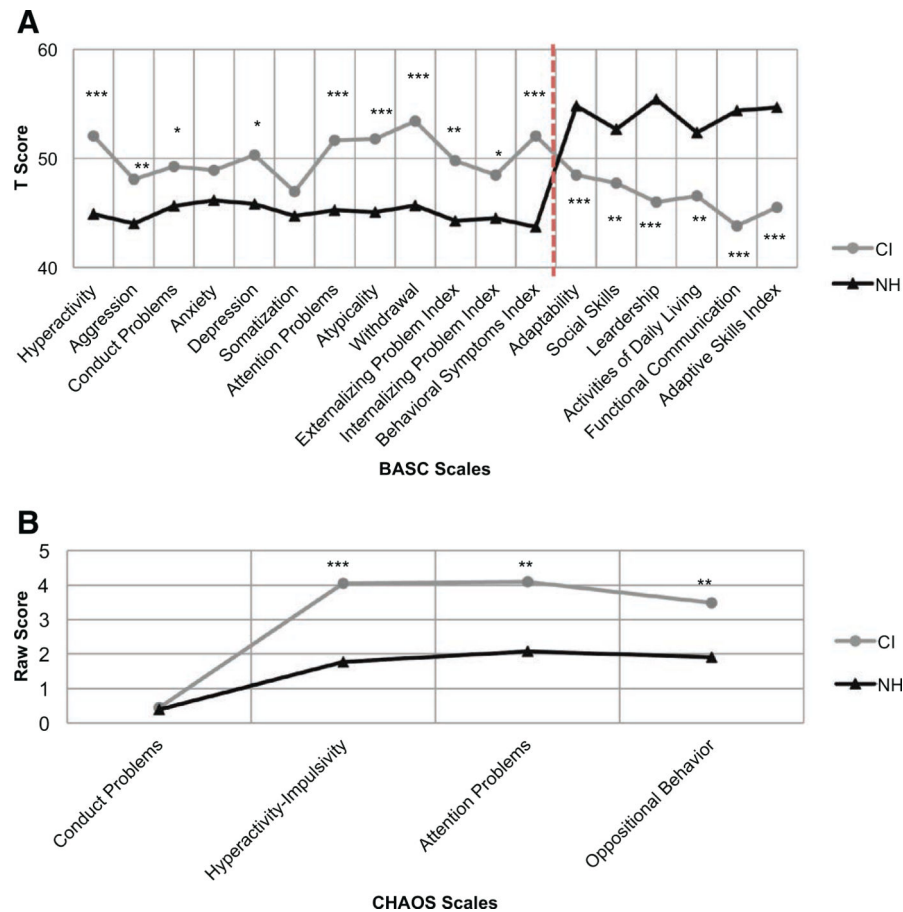 A
60
50
40
T Score
***
**
*
*
***
***
***
**
*
***
***
**
***
**
***
***
CI
NH
Hyperactivity
Aggression
Conduct Problems
Anxiety
Depression
Somatization
Attention Problems
Atypicality
Withdrawal
Externalizing Problem Index
Internalizing Problem Index
Behavioral Symptoms Index
Adaptability
Social Skills
Leardership
Activities of Daily Living
Functional Communication
Adaptive Skills Index
BASC Scales
B
5
4
3
2
1
0
Raw Score
***
**
**
CI
NH
Conduct Problems
Hyperactivity-Impulsivity
Attention Problems
Oppositional Behavior
CHAOS Scales